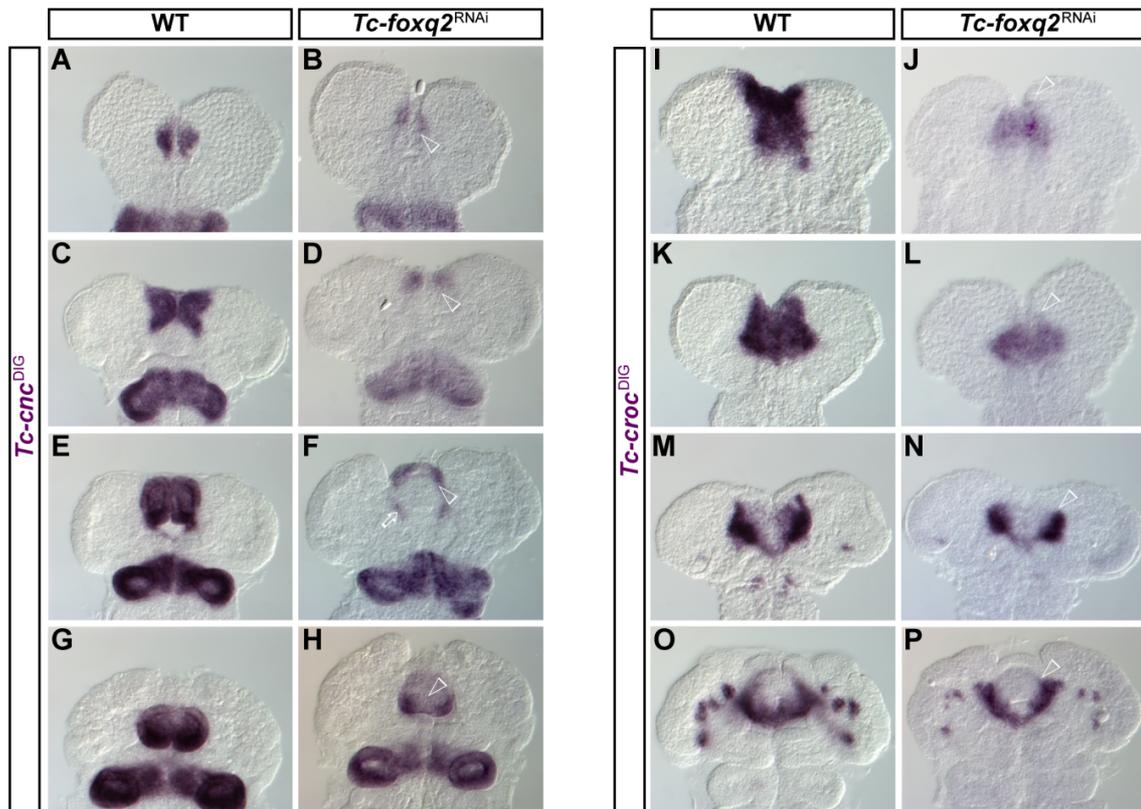 WT
Tc-foxq2RNAi
WT
Tc-foxq2RNAi
Tc-cncDIG
Tc-crocDIG
A
B
I
J
C
D
K
L
E
F
M
N
G
H
O
P